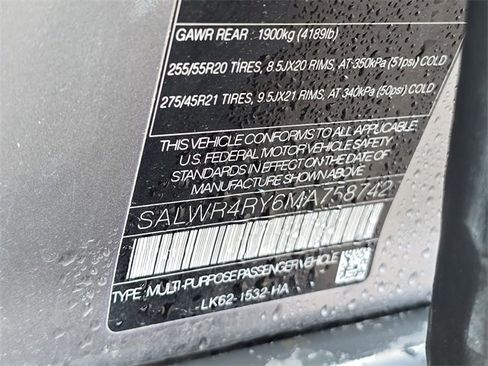 GAWR REAR : 1900kg (4189lb)
255/55R20 TIRES, 8.5JX20 RIMS, AT 350kPa (51psi) COLD
275/45R21 TIRES, 9.5JX21 RIMS, AT 340kPa (50psi) COLD
THIS VEHICLE CONFORMS TO ALL APPLICABLE
U.S. FEDERAL MOTOR VEHICLE SAFETY
STANDARDS IN EFFECT ON THE DATE OF
MANUFACTURE SHOWN ABOVE
SALWR4RY6MA758742
TYPE : MULTI-PURPOSE PASSENGER VEHICLE
LK62-1532-HA